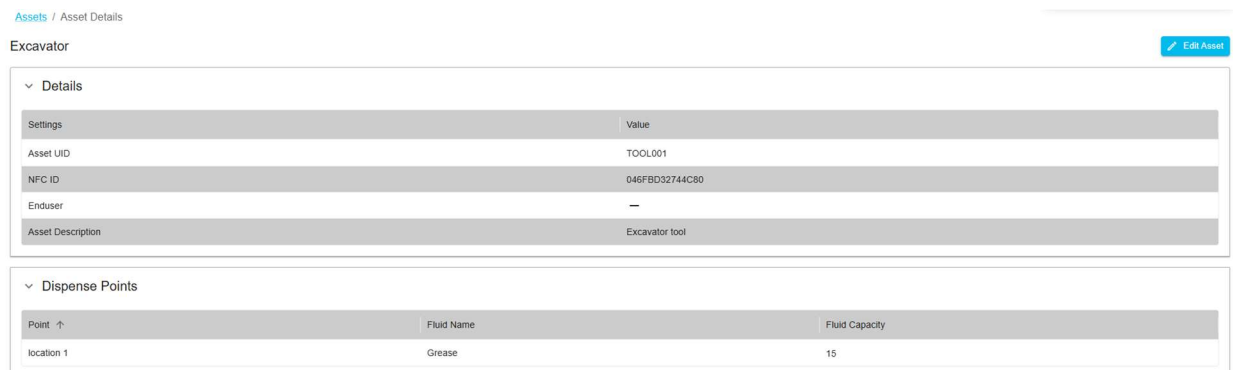 Assets / Asset Details
Excavator
Edit Asset
Details
Settings Value
Asset UID TOOL001
NFC ID 046FBD32744C80
Enduser —
Asset Description Excavator tool
Dispense Points
Point ↑ Fluid Name Fluid Capacity
location 1 Grease 15